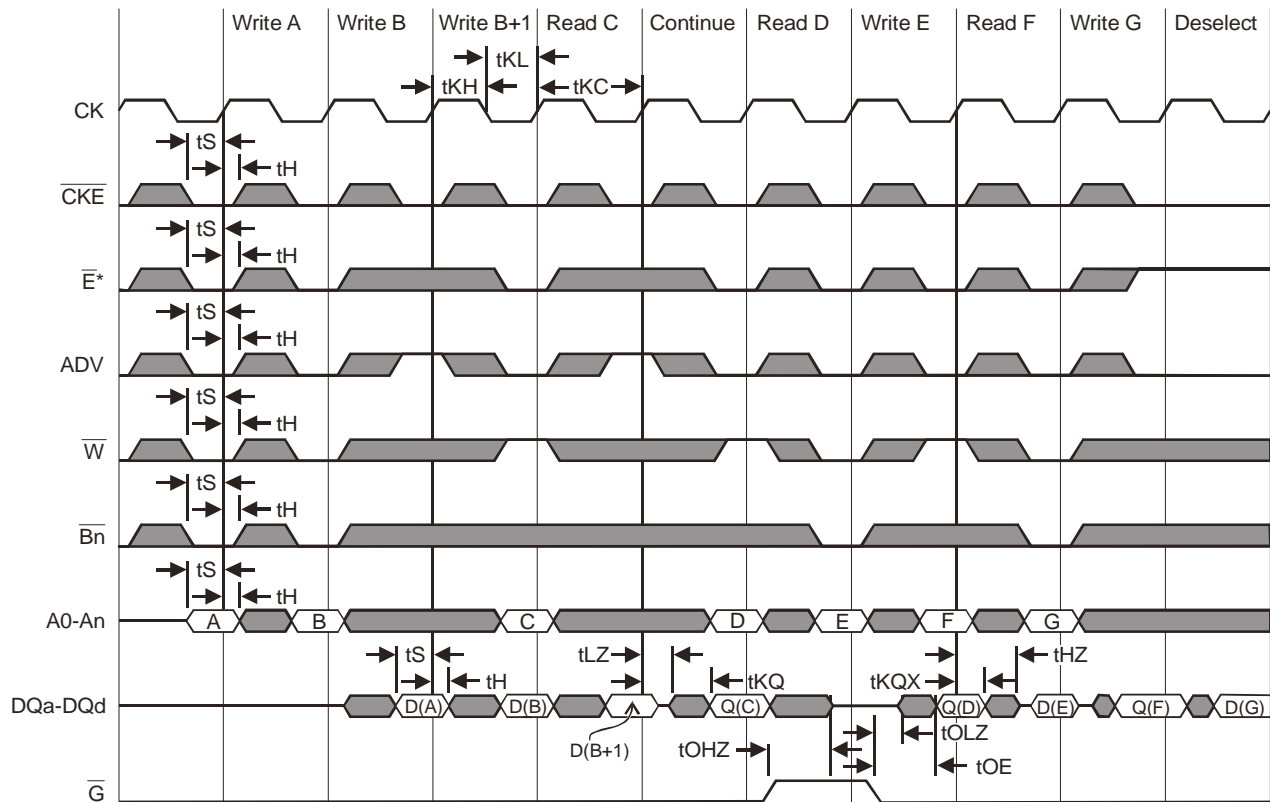 Write A Write B Write B+1 Read C Continue Read D Write E Read F Write G Deselect
tKL
tKH tKC
CK
tS
tH
CKE
tS
tH
E*
tS
tH
ADV
tS
tH
W
tS
tH
Bn
tS
tH
A0-An A B C D E F G
tS tLZ tHZ
tH tKQ tKQX
DQa-DQd D(A) D(B) Q(C) Q(D) D(E) Q(F) D(G)
D(B+1) tOHZ tOLZ
tOE
G